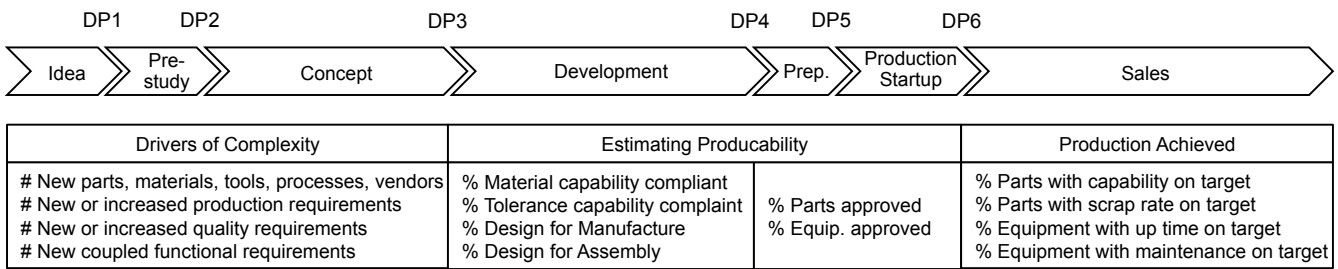 DP1 DP2 DP3 DP4 DP5 DP6
Idea
Pre-
study
Concept
Development
Prep.
Production
Startup
Sales
Drivers of Complexity
Estimating Producability
Production Achieved
# New parts, materials, tools, processes, vendors
# New or increased production requirements
# New or increased quality requirements
# New coupled functional requirements
% Material capability compliant
% Tolerance capability complaint
% Design for Manufacture
% Design for Assembly
% Parts approved
% Equip. approved
% Parts with capability on target
% Parts with scrap rate on target
% Equipment with up time on target
% Equipment with maintenance on target